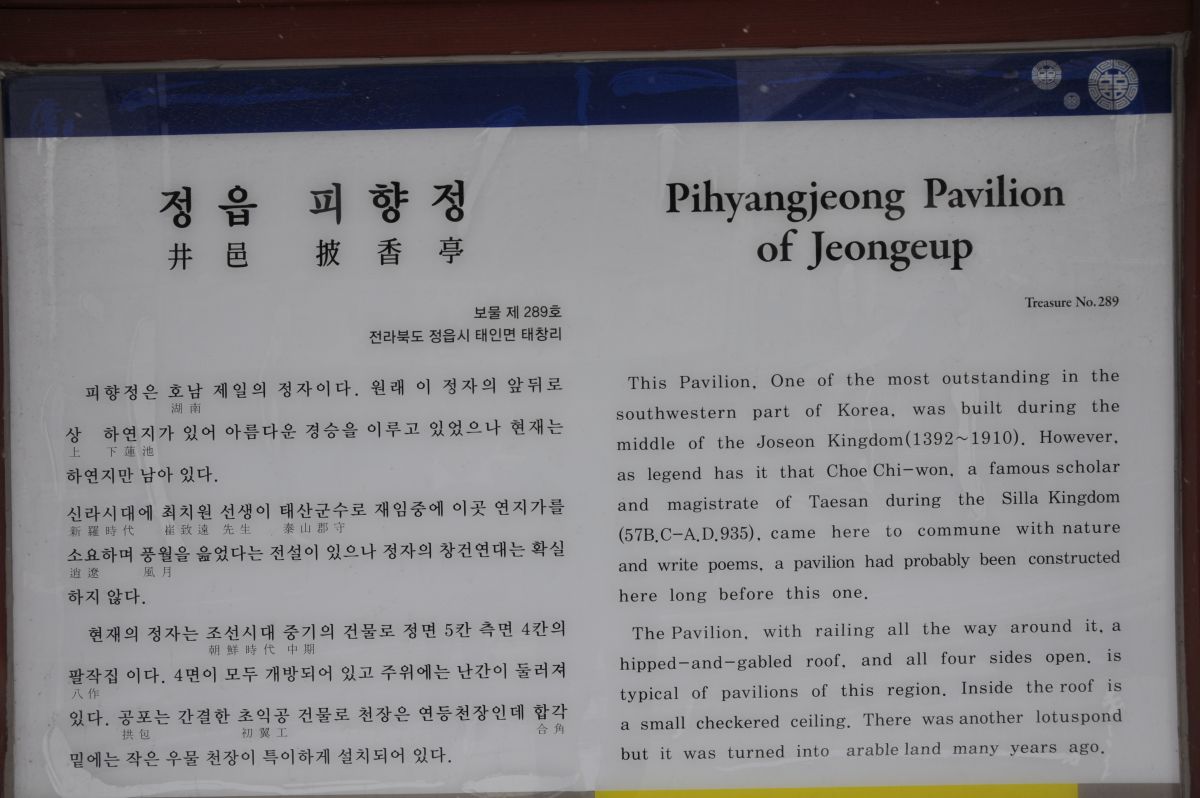 정읍 피향정
井邑 披香亭
보물 제 289호
전라북도 정읍시 태인면 태창리
피향정은 호남 제일의 정자이다. 원래 이 정자의 앞뒤로
湖南
상 하연지가 있어 아름다운 경승을 이루고 있었으나 현재는
上 下蓮池
하연지만 남아 있다.
신라시대에 최치원 선생이 태산군수로 재임중에 이곳 연지가를
新羅時代 崔致遠 先生 泰山郡守
소요하며 풍월을 읊었다는 전설이 있으나 정자의 창건연대는 확실
逍遼 風月
하지 않다.
현재의 정자는 조선시대 중기의 건물로 정면 5칸 측면 4칸의
朝鮮時代 中期
팔작집 이다. 4면이 모두 개방되어 있고 주위에는 난간이 둘러져
八作
있다. 공포는 간결한 초익공 건물로 천장은 연등천장인데 합각
拱包 初翼工 合角
밑에는 작은 우물 천장이 특이하게 설치되어 있다.
Pihyangjeong Pavilion
of Jeongeup
Treasure No.289
This Pavilion, One of the most outstanding in the
southwestern part of Korea, was built during the
middle of the Joseon Kingdom(1392~1910). However,
as legend has it that Choe Chi-won, a famous scholar
and magistrate of Taesan during the Silla Kingdom
(57B.C-A.D.935), came here to commune with nature
and write poems, a pavilion had probably been constructed
here long before this one.
The Pavilion, with railing all the way around it, a
hipped-and-gabled roof, and all four sides open, is
typical of pavilions of this region. Inside the roof is
a small checkered ceiling. There was another lotuspond
but it was turned into arable land many years ago.